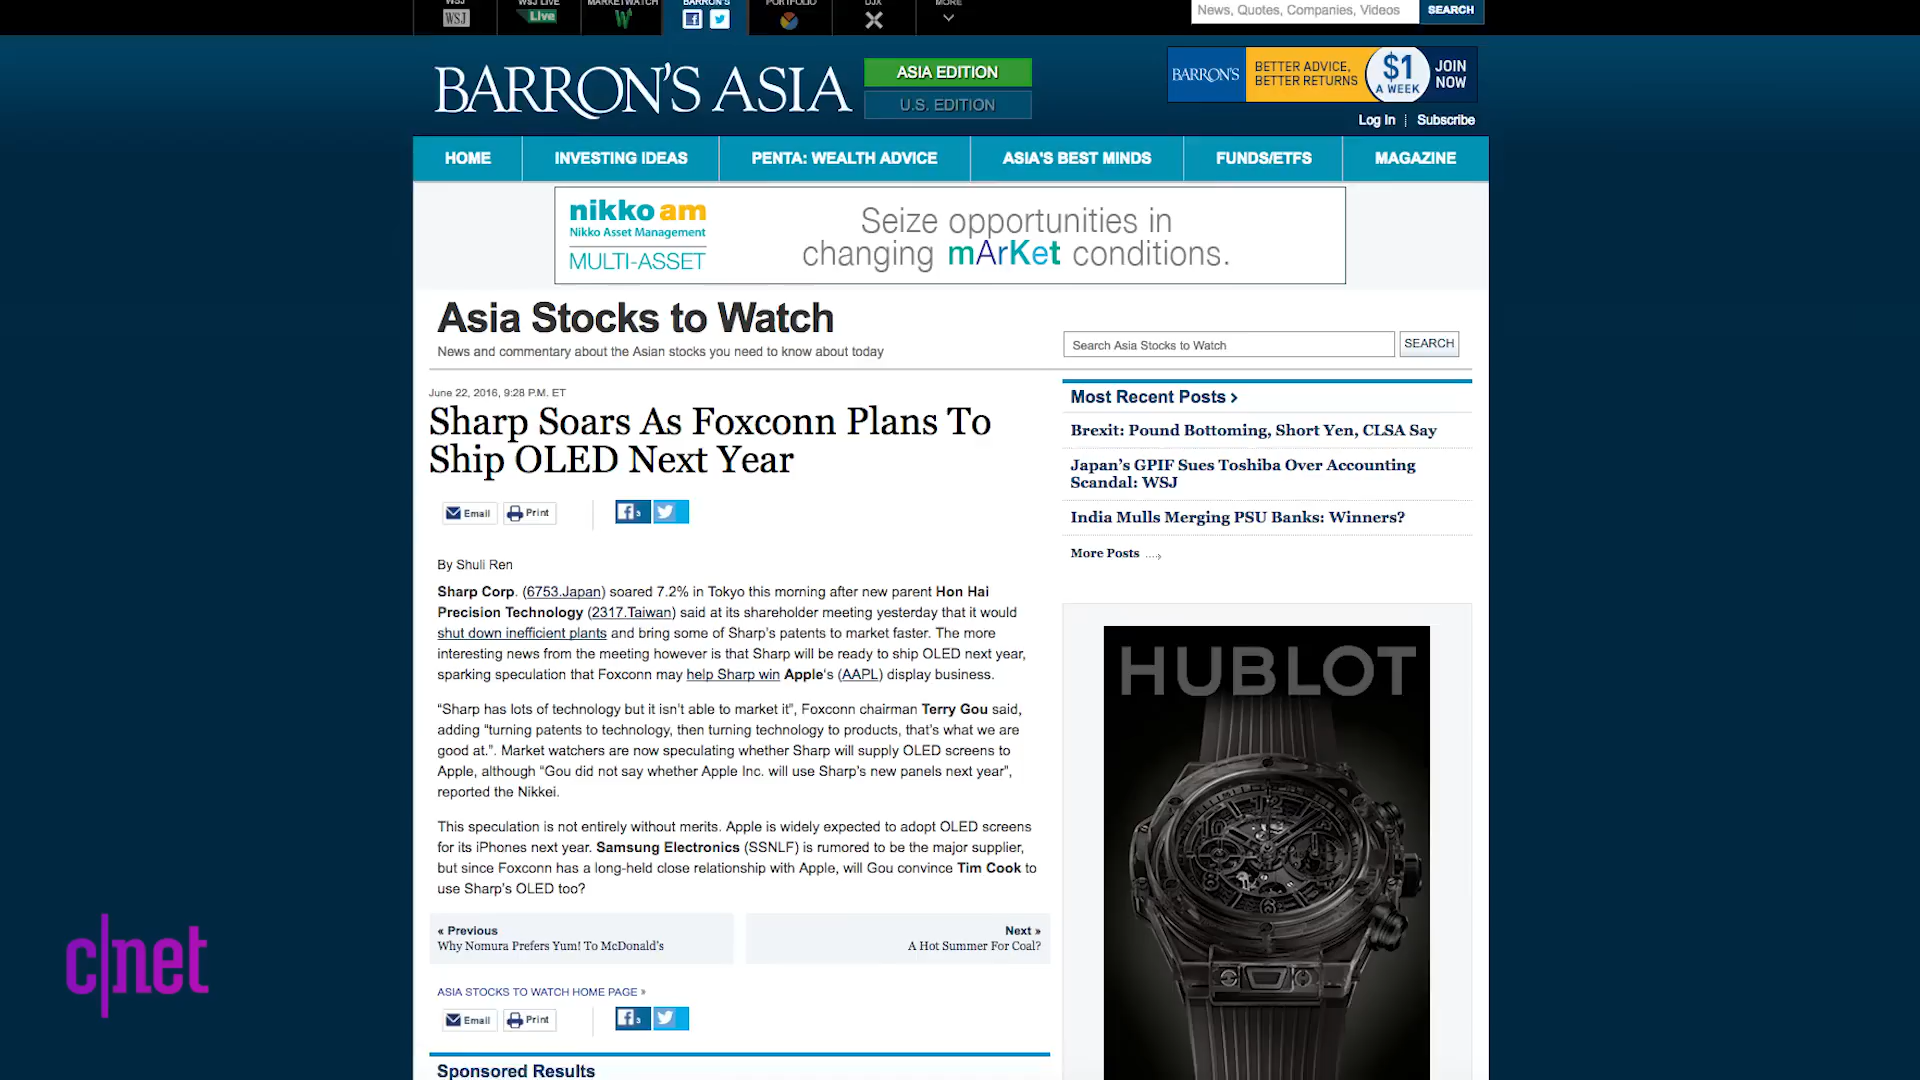 WSJ
WSJ
WSJ LIVE
Live
MARKETWATCH
W
BARRON'S
PORTFOLIO
DJX
MORE
News, Quotes, Companies, Videos
SEARCH
BARRON'S ASIA
ASIA EDITION
U.S. EDITION
BARRON'S
BETTER ADVICE,
BETTER RETURNS
$1
A WEEK
JOIN
NOW
Log In
Subscribe
HOME
INVESTING IDEAS
PENTA: WEALTH ADVICE
ASIA'S BEST MINDS
FUNDS/ETFS
MAGAZINE
nikko am
Nikko Asset Management
MULTI-ASSET
Seize opportunities in
changing mArKet conditions.
Asia Stocks to Watch
News and commentary about the Asian stocks you need to know about today
Search Asia Stocks to Watch
SEARCH
June 22, 2016, 9:28 P.M. ET
Sharp Soars As Foxconn Plans To
Ship OLED Next Year
Email
Print
3
By Shuli Ren
Sharp Corp. (6753.Japan) soared 7.2% in Tokyo this morning after new parent Hon Hai
Precision Technology (2317.Taiwan) said at its shareholder meeting yesterday that it would
shut down inefficient plants and bring some of Sharp's patents to market faster. The more
interesting news from the meeting however is that Sharp will be ready to ship OLED next year,
sparking speculation that Foxconn may help Sharp win Apple's (AAPL) display business.
“Sharp has lots of technology but it isn't able to market it”, Foxconn chairman Terry Gou said,
adding “turning patents to technology, then turning technology to products, that's what we are
good at.”. Market watchers are now speculating whether Sharp will supply OLED screens to
Apple, although “Gou did not say whether Apple Inc. will use Sharp's new panels next year”,
reported the Nikkei.
This speculation is not entirely without merits. Apple is widely expected to adopt OLED screens
for its iPhones next year. Samsung Electronics (SSNLF) is rumored to be the major supplier,
but since Foxconn has a long-held close relationship with Apple, will Gou convince Tim Cook to
use Sharp's OLED too?
« Previous
Why Nomura Prefers Yum! To McDonald's
Next »
A Hot Summer For Coal?
ASIA STOCKS TO WATCH HOME PAGE »
Email
Print
3
Sponsored Results
Most Recent Posts ›
Brexit: Pound Bottoming, Short Yen, CLSA Say
Japan's GPIF Sues Toshiba Over Accounting
Scandal: WSJ
India Mulls Merging PSU Banks: Winners?
More Posts
HUBLOT
c|net